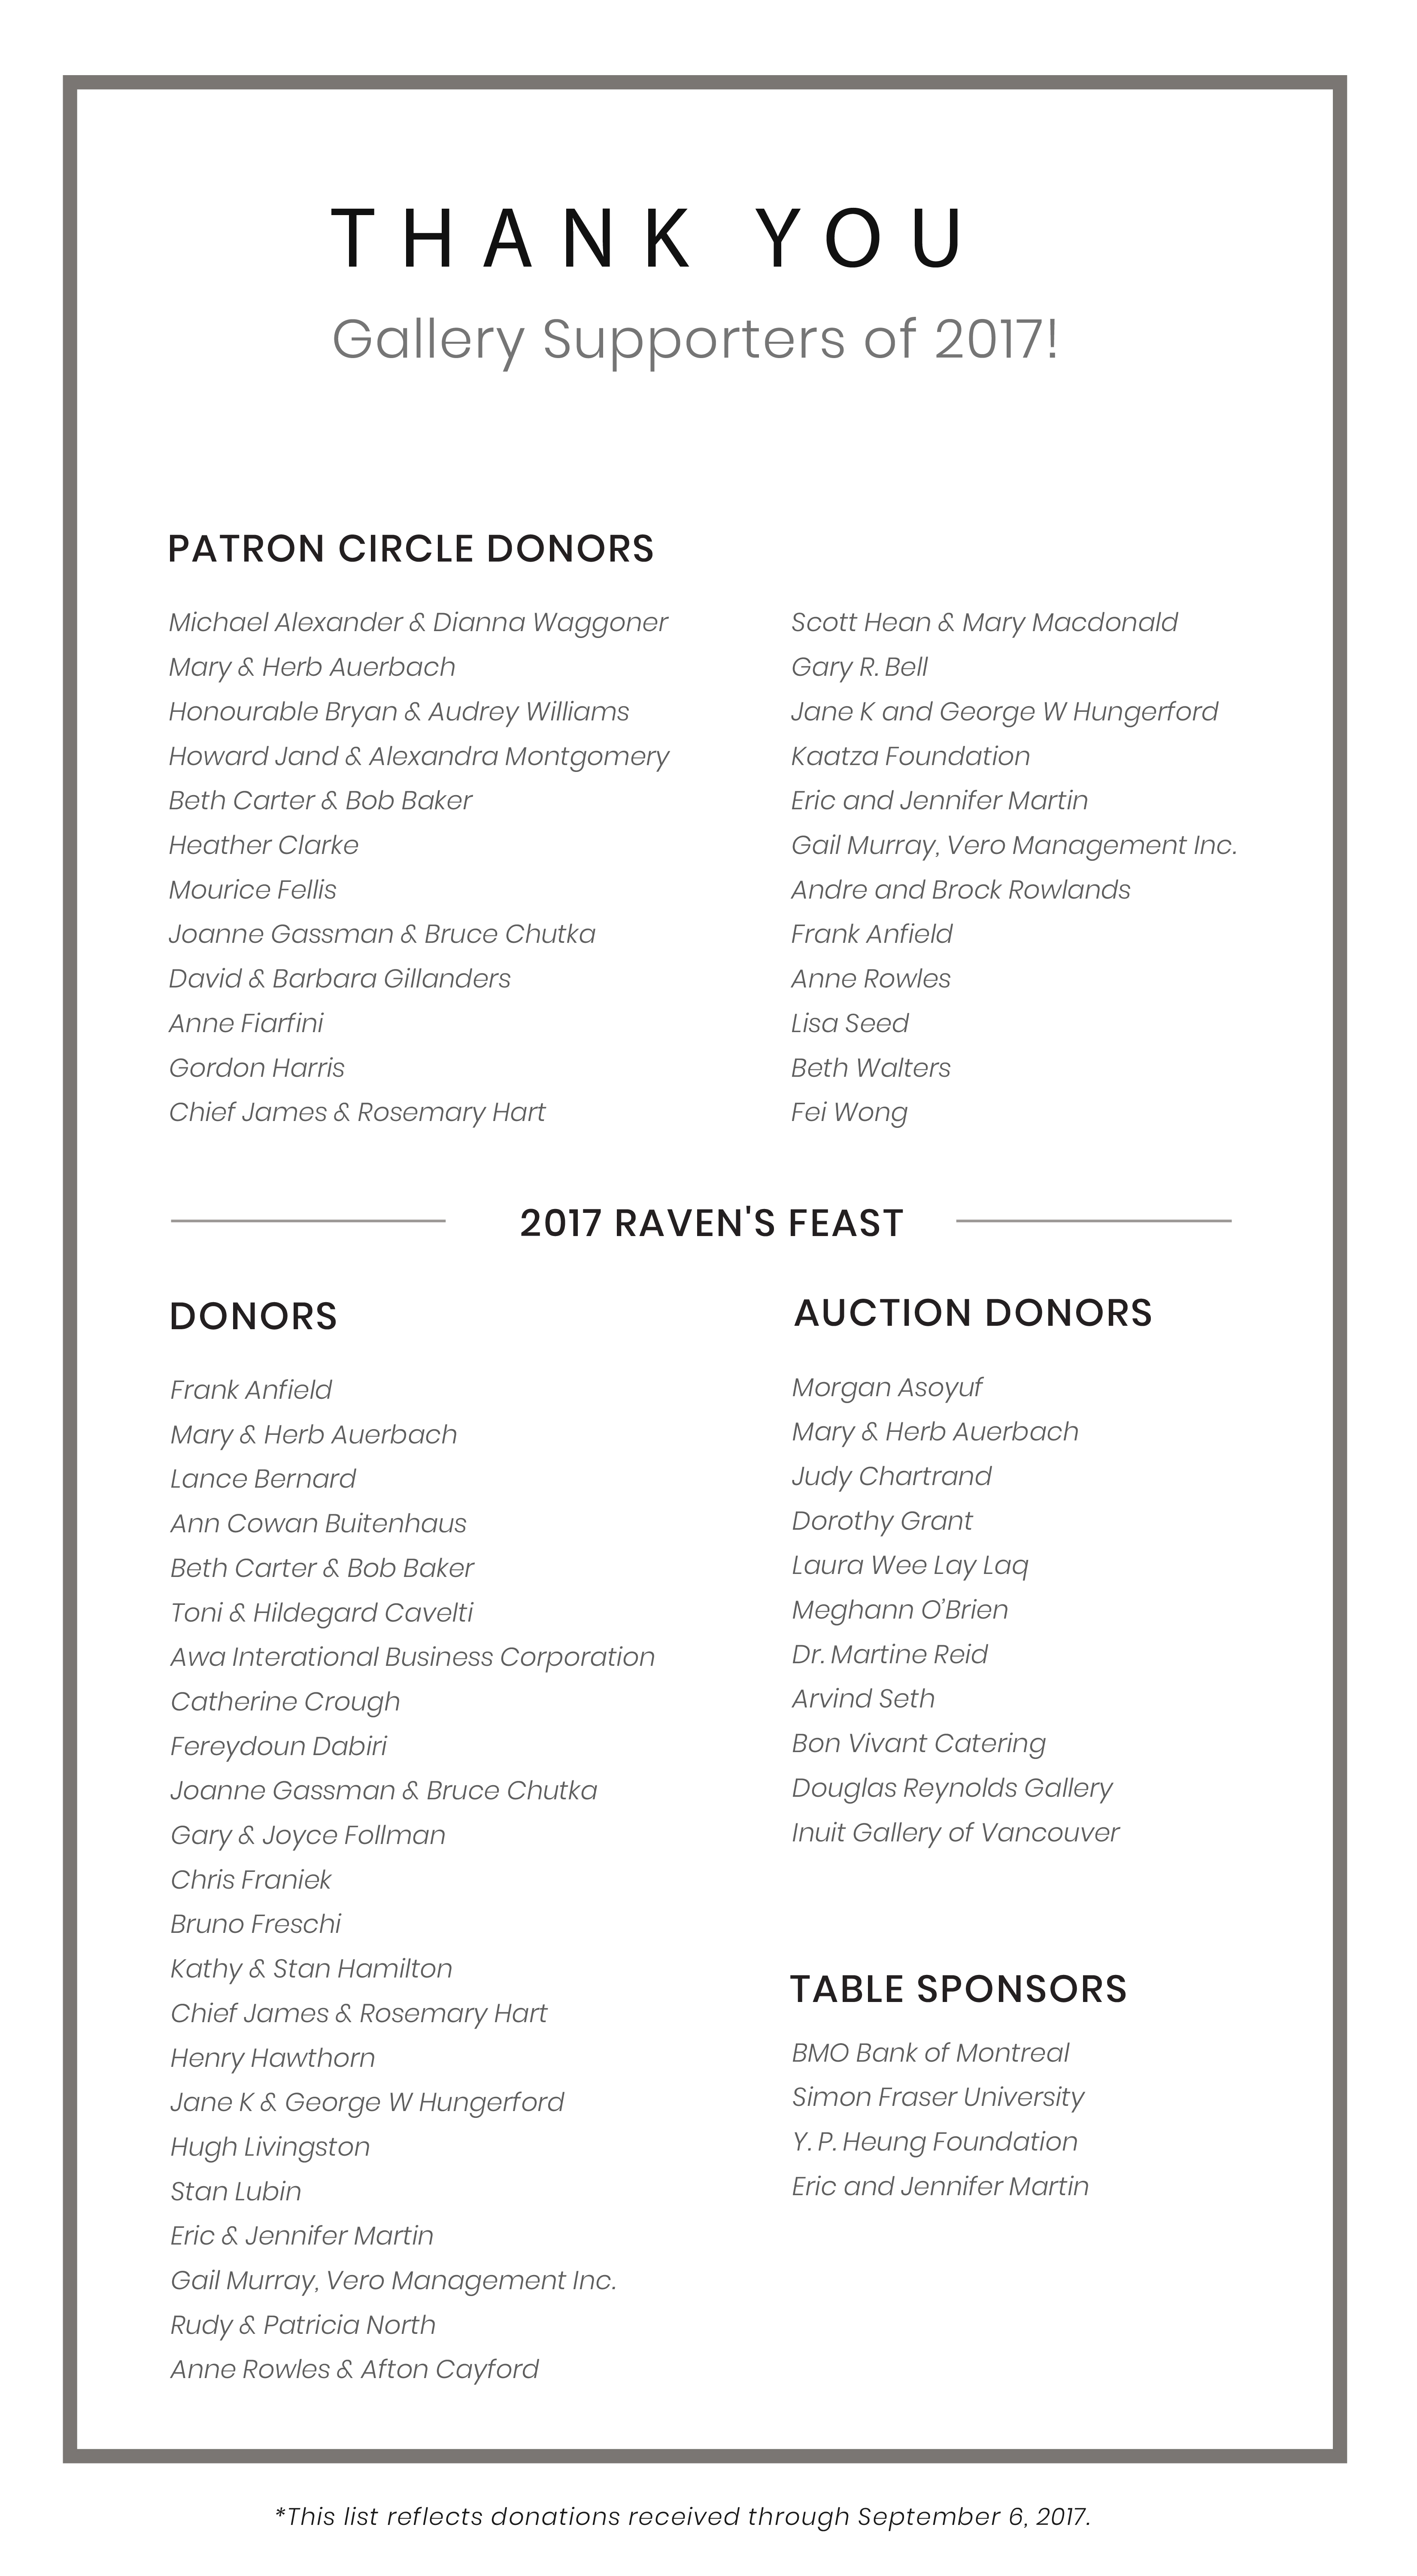 THANK YOU
Gallery Supporters of 2017!
PATRON CIRCLE DONORS
Michael Alexander & Dianna Waggoner
Mary & Herb Auerbach
Honourable Bryan & Audrey Williams
Howard Jand & Alexandra Montgomery
Beth Carter & Bob Baker
Heather Clarke
Mourice Fellis
Joanne Gassman & Bruce Chutka
David & Barbara Gillanders
Anne Fiarfini
Gordon Harris
Chief James & Rosemary Hart
Scott Hean & Mary Macdonald
Gary R. Bell
Jane K and George W Hungerford
Kaatza Foundation
Eric and Jennifer Martin
Gail Murray, Vero Management Inc.
Andre and Brock Rowlands
Frank Anfield
Anne Rowles
Lisa Seed
Beth Walters
Fei Wong
2017 RAVEN'S FEAST
DONORS
Frank Anfield
Mary & Herb Auerbach
Lance Bernard
Ann Cowan Buitenhaus
Beth Carter & Bob Baker
Toni & Hildegard Cavelti
Awa Interational Business Corporation
Catherine Crough
Fereydoun Dabiri
Joanne Gassman & Bruce Chutka
Gary & Joyce Follman
Chris Franiek
Bruno Freschi
Kathy & Stan Hamilton
Chief James & Rosemary Hart
Henry Hawthorn
Jane K & George W Hungerford
Hugh Livingston
Stan Lubin
Eric & Jennifer Martin
Gail Murray, Vero Management Inc.
Rudy & Patricia North
Anne Rowles & Afton Cayford
AUCTION DONORS
Morgan Asoyuf
Mary & Herb Auerbach
Judy Chartrand
Dorothy Grant
Laura Wee Lay Laq
Meghann O’Brien
Dr. Martine Reid
Arvind Seth
Bon Vivant Catering
Douglas Reynolds Gallery
Inuit Gallery of Vancouver
TABLE SPONSORS
BMO Bank of Montreal
Simon Fraser University
Y. P. Heung Foundation
Eric and Jennifer Martin
*This list reflects donations received through September 6, 2017.